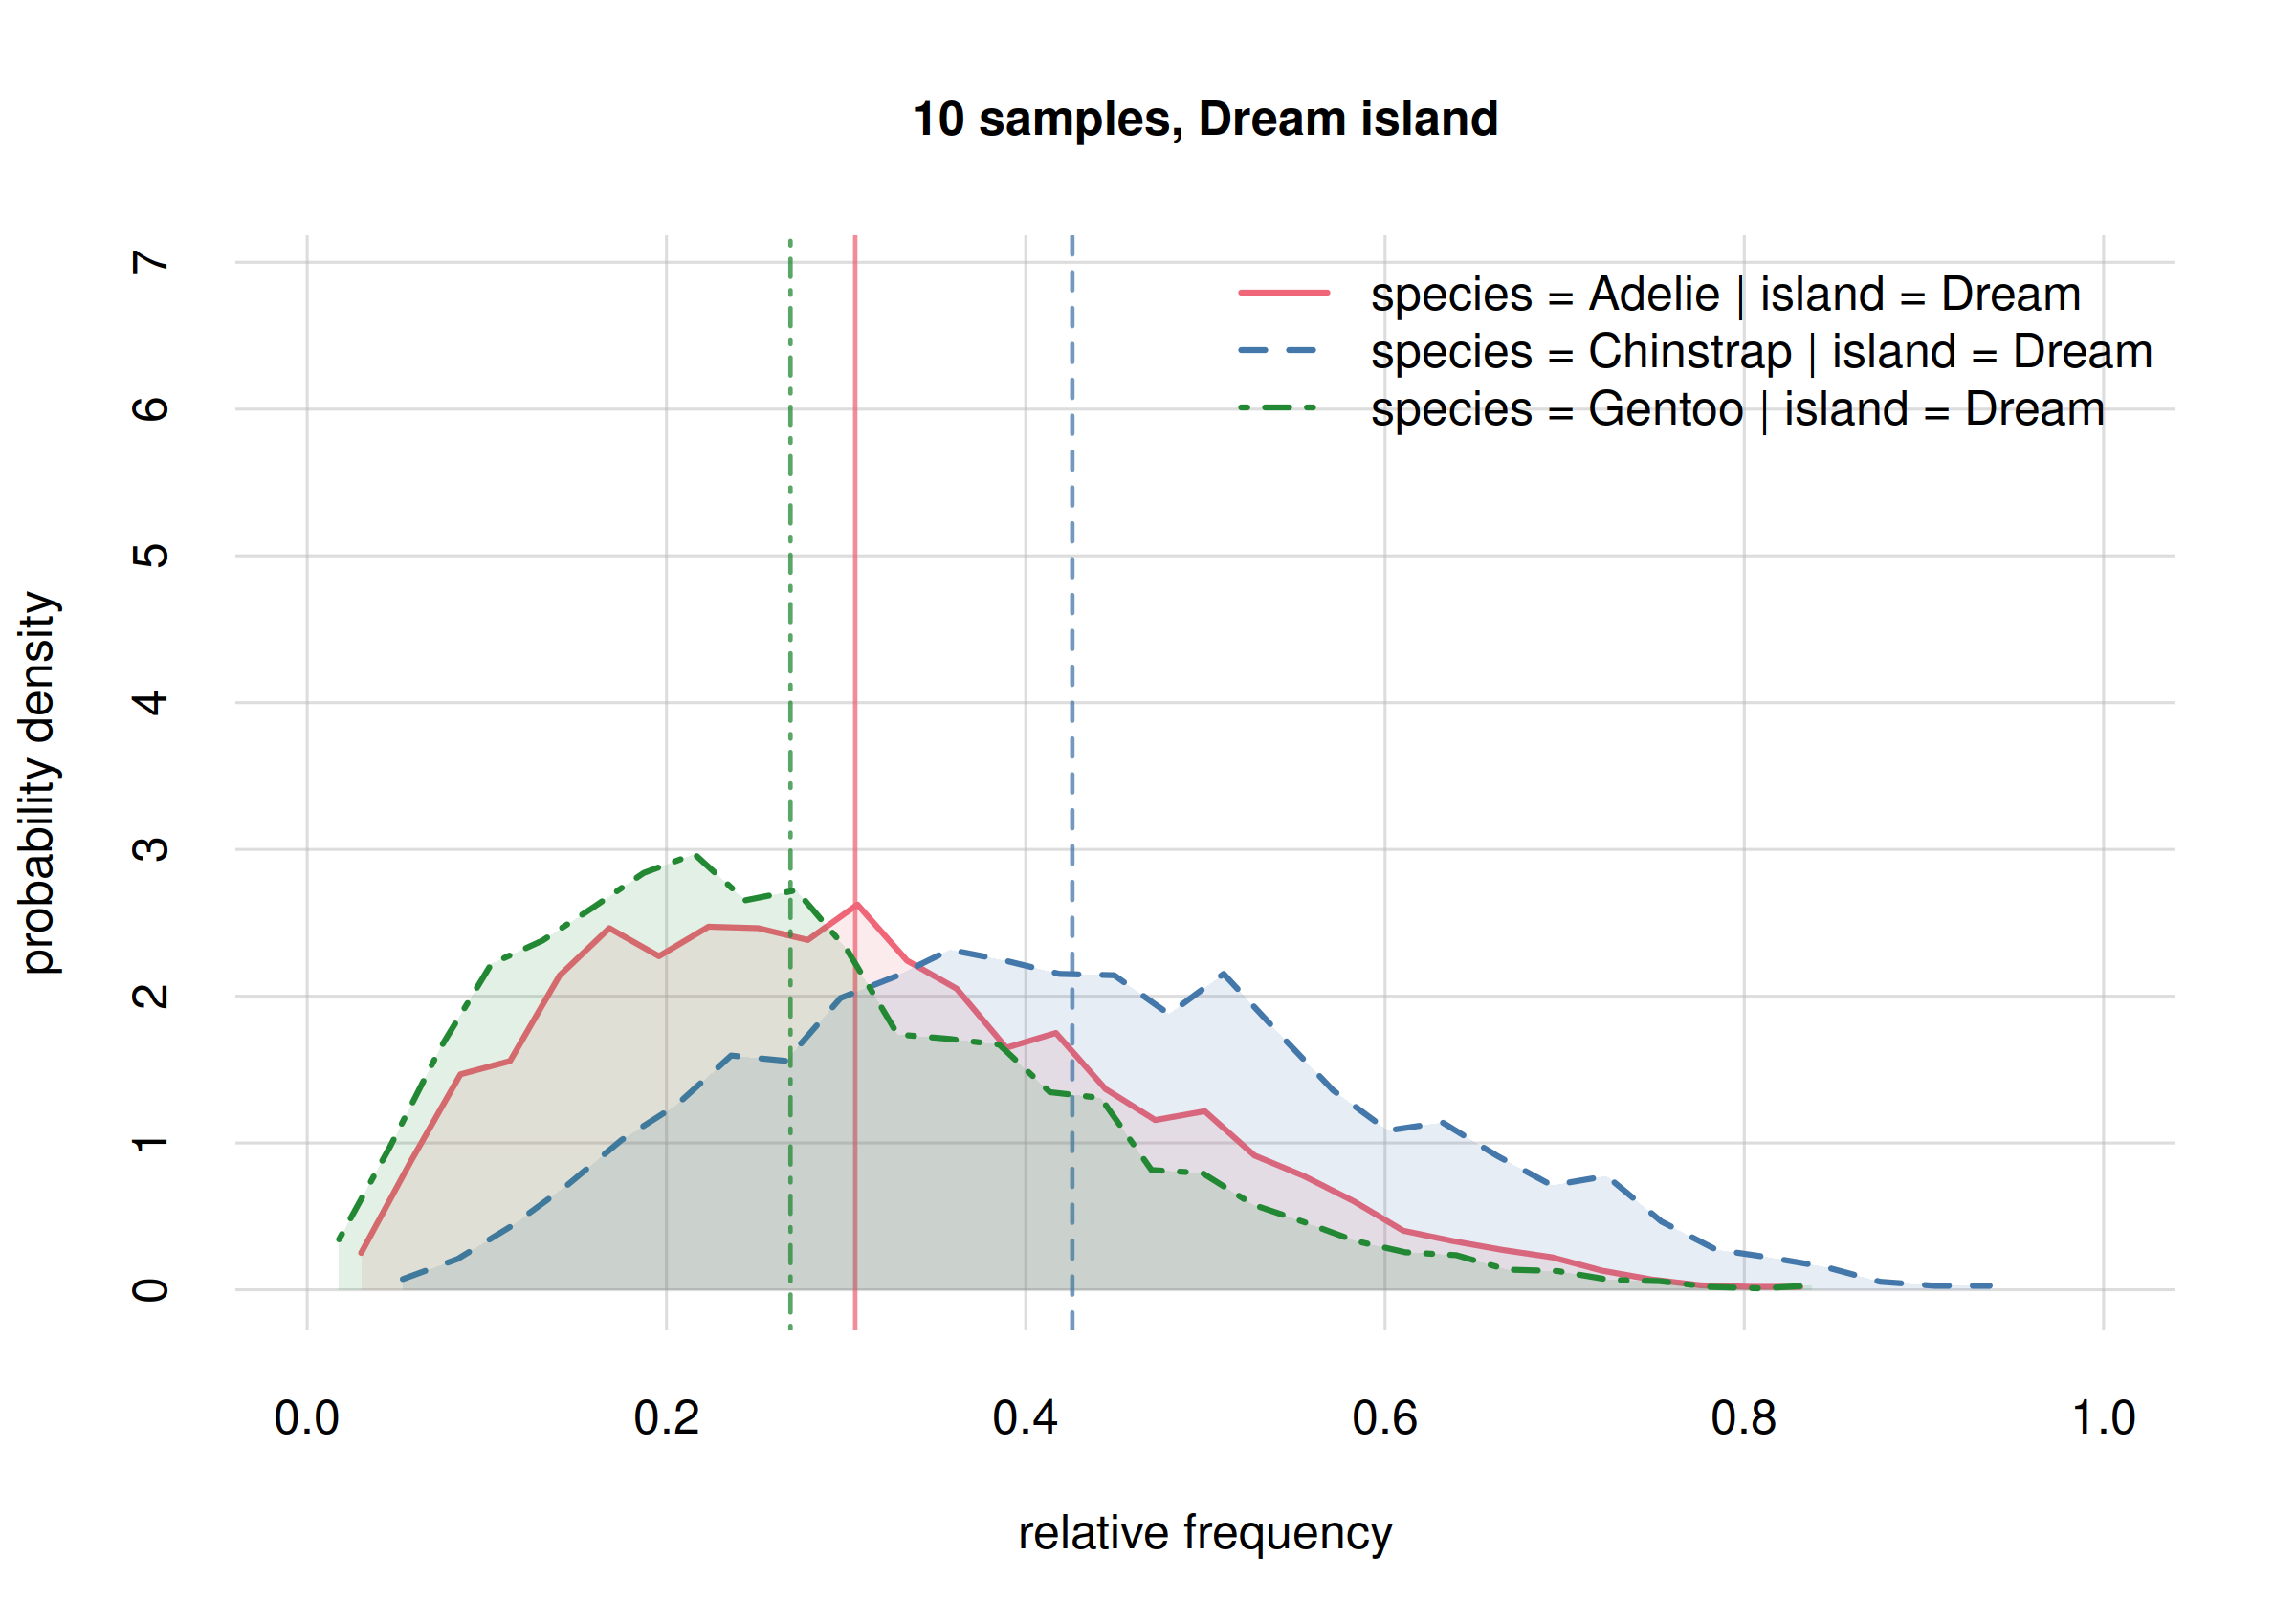 10 samples, Dream island
probability density
7
6
5
4
3
2
1
0
species = Adelie | island = Dream
species = Chinstrap | island = Dream
species = Gentoo | island = Dream
0.0 0.2 0.4 0.6 0.8 1.0
relative frequency